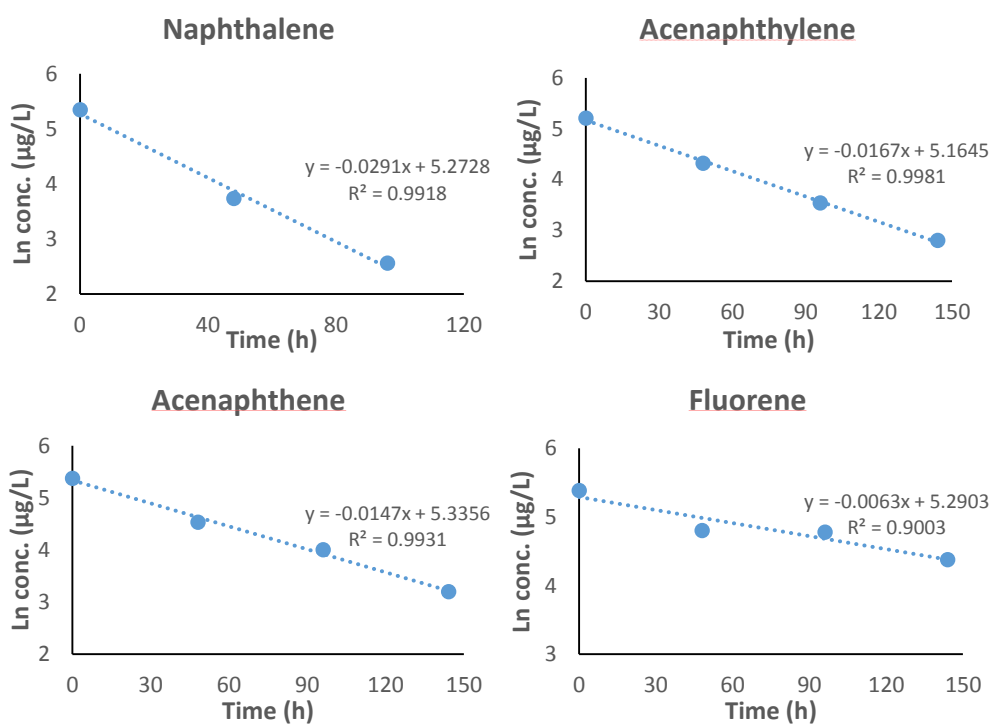 Naphthalene
6
5
4
3
2
Ln conc. (µg/L)
y = -0.0291x + 5.2728
R² = 0.9918
0
40
80
120
Time (h)
Acenaphthylene
6
5
4
3
2
Ln conc. (µg/L)
y = -0.0167x + 5.1645
R² = 0.9981
0
30
60
90
120
150
Time (h)
Acenaphthene
6
5
4
3
2
Ln conc. (µg/L)
y = -0.0147x + 5.3356
R² = 0.9931
0
30
60
90
120
150
Time (h)
Fluorene
6
5
4
3
Ln conc. (µg/L)
y = -0.0063x + 5.2903
R² = 0.9003
0
30
60
90
120
150
Time (h)